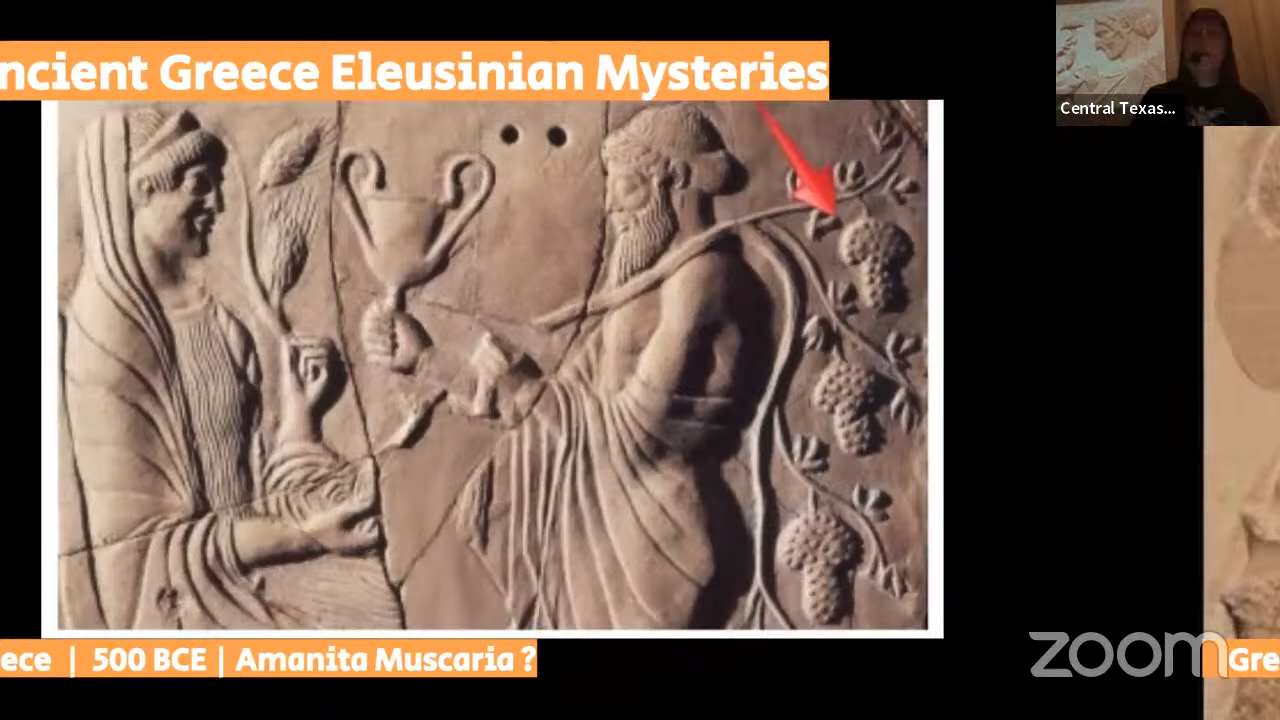 ncient Greece Eleusinian Mysteries
Central Texas...
ece | 500 BCE | Amanita Muscaria ?
zoom
Gre